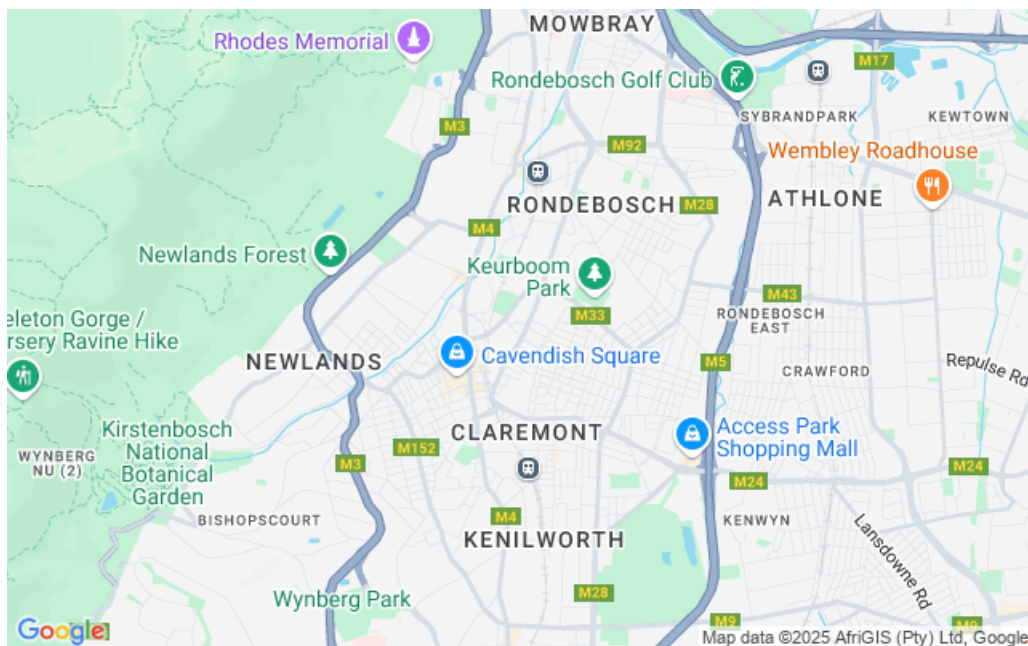 MOWBRAY
Rhodes Memorial
M17
Rondebosch Golf Club
SYBRANDPARK
KEWTOWN
M3
M92
Wembley Roadhouse
RONDEBOSCH
M28
ATHLONE
M4
Newlands Forest
Keurboom
Park
M43
RONDEBOSCH
EAST
M33
eleton Gorge /
rsery Ravine Hike
NEWLANDS
Cavendish Square
M5
CRAWFORD
Repulse Rd
Kirstenbosch
National
Botanical
Garden
WYNBERG
NU (2)
CLAREMONT
Access Park
Shopping Mall
M152
M3
M24
M24
BISHOPSCOURT
M4
KENWYN
Lansdowne Rd
KENILWORTH
Wynberg Park
M28
M9
M9
Google
Map data ©2025 AfriGIS (Pty) Ltd, Google